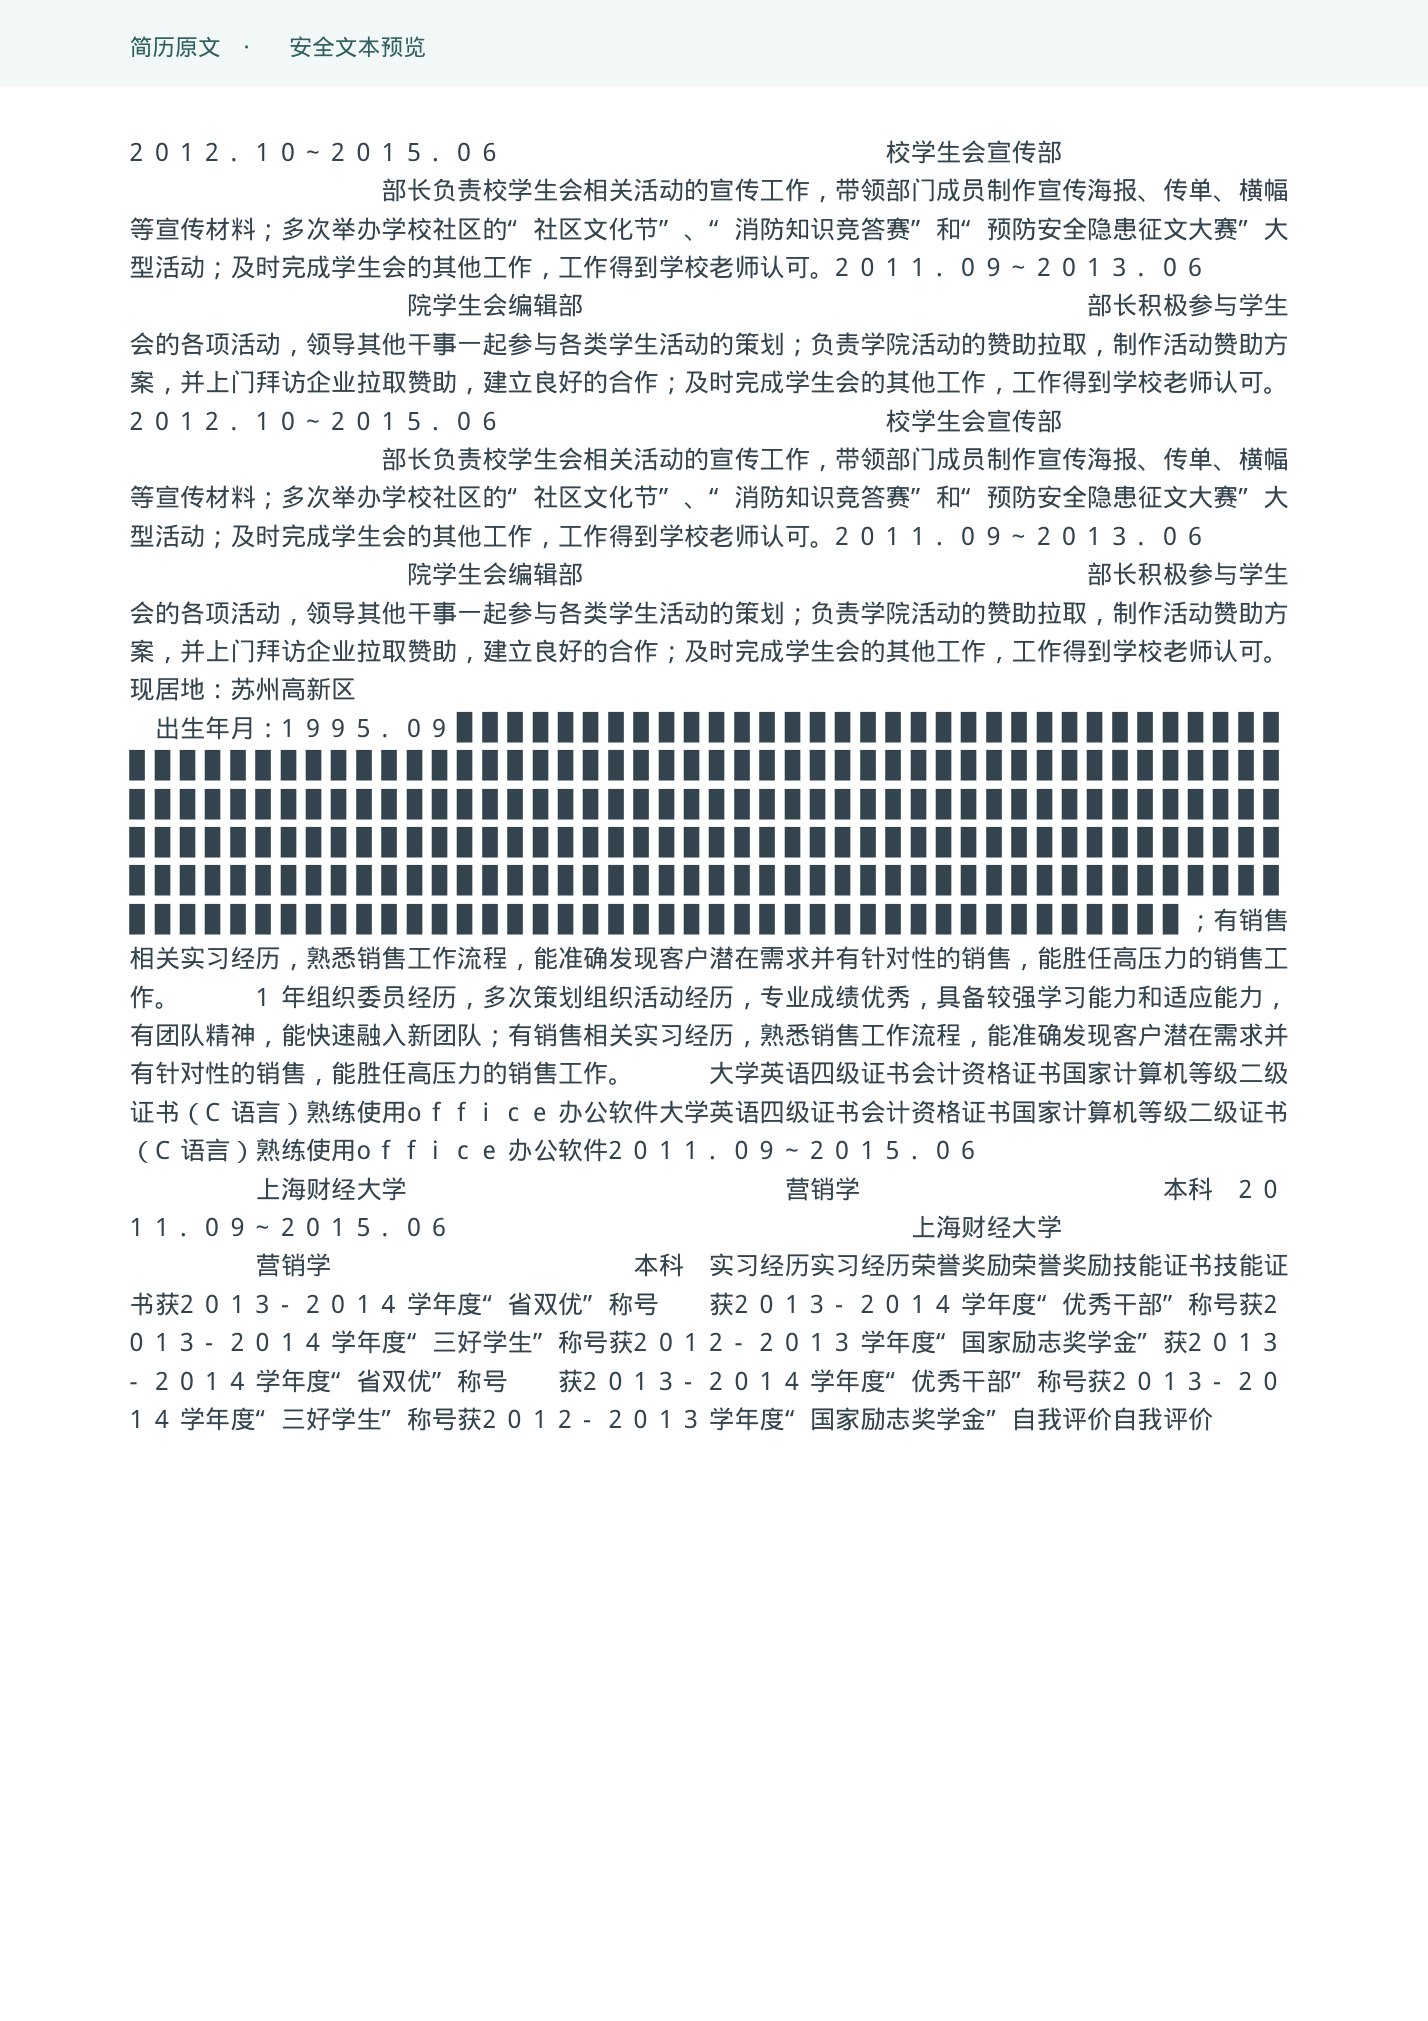 简历原文 · 安全文本预览
2012.10~2015.06 校学生会宣传部
部长负责校学生会相关活动的宣传工作,带领部门成员制作宣传海报、传单、横幅
等宣传材料;多次举办学校社区的“社区文化节”、“消防知识竞答赛”和“预防安全隐患征文大赛”大
型活动;及时完成学生会的其他工作,工作得到学校老师认可。2011.09~2013.06
院学生会编辑部 部长积极参与学生
会的各项活动,领导其他干事一起参与各类学生活动的策划;负责学院活动的赞助拉取,制作活动赞助方
案,并上门拜访企业拉取赞助,建立良好的合作;及时完成学生会的其他工作,工作得到学校老师认可。
2012.10~2015.06 校学生会宣传部
部长负责校学生会相关活动的宣传工作,带领部门成员制作宣传海报、传单、横幅
等宣传材料;多次举办学校社区的“社区文化节”、“消防知识竞答赛”和“预防安全隐患征文大赛”大
型活动;及时完成学生会的其他工作,工作得到学校老师认可。2011.09~2013.06
院学生会编辑部 部长积极参与学生
会的各项活动,领导其他干事一起参与各类学生活动的策划;负责学院活动的赞助拉取,制作活动赞助方
案,并上门拜访企业拉取赞助,建立良好的合作;及时完成学生会的其他工作,工作得到学校老师认可。
现居地:苏州高新区
出生年月:1995.09
;有销售
相关实习经历,熟悉销售工作流程,能准确发现客户潜在需求并有针对性的销售,能胜任高压力的销售工
作。 1年组织委员经历,多次策划组织活动经历,专业成绩优秀,具备较强学习能力和适应能力,
有团队精神,能快速融入新团队;有销售相关实习经历,熟悉销售工作流程,能准确发现客户潜在需求并
有针对性的销售,能胜任高压力的销售工作。 大学英语四级证书会计资格证书国家计算机等级二级
证书(C语言)熟练使用office办公软件大学英语四级证书会计资格证书国家计算机等级二级证书
(C语言)熟练使用office办公软件2011.09~2015.06
上海财经大学 营销学 本科 20
11.09~2015.06 上海财经大学
营销学 本科 实习经历实习经历荣誉奖励荣誉奖励技能证书技能证
书获2013-2014学年度“省双优”称号 获2013-2014学年度“优秀干部”称号获2
013-2014学年度“三好学生”称号获2012-2013学年度“国家励志奖学金”获2013
-2014学年度“省双优”称号 获2013-2014学年度“优秀干部”称号获2013-20
14学年度“三好学生”称号获2012-2013学年度“国家励志奖学金”自我评价自我评价